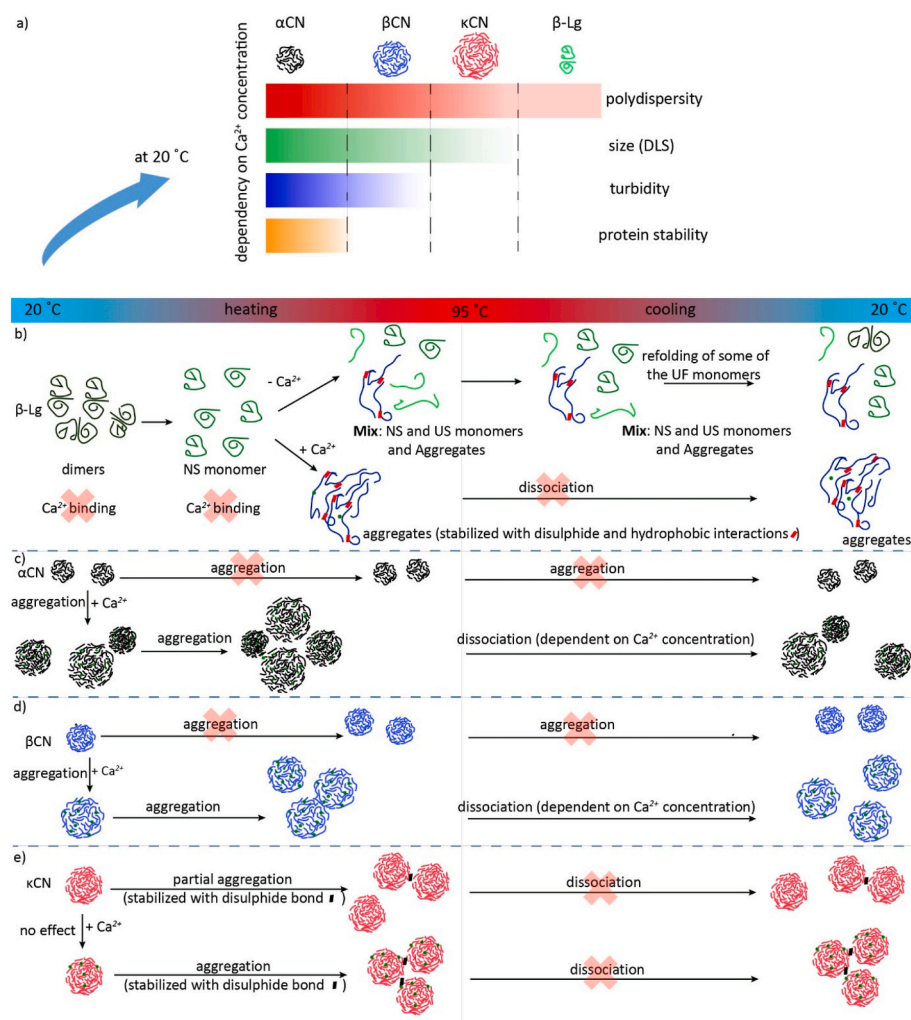 a)
αCN βCN κCN β-Lg
dependency on Ca²⁺ concentration
polydispersity
size (DLS)
turbidity
protein stability
at 20 ˚C
20 ˚C heating 95 ˚C cooling 20 ˚C
b)
β-Lg
dimers
Ca²⁺ binding
NS monomer
Ca²⁺ binding
- Ca²⁺
+ Ca²⁺
Mix: NS and US monomers
and Aggregates
Mix: NS and US monomers
and Aggregates
refolding of some of
the UF monomers
dissociation
aggregates (stabilized with disulphide and hydrophobic interactions )
aggregates
c)
αCN
aggregation
aggregation
aggregation + Ca²⁺
aggregation
dissociation (dependent on Ca²⁺ concentration)
d)
βCN
aggregation
aggregation
aggregation + Ca²⁺
aggregation
dissociation (dependent on Ca²⁺ concentration)
e)
κCN
partial aggregation
(stabilized with disulphide bond )
dissociation
no effect + Ca²⁺
aggregation
(stabilized with disulphide bond )
dissociation